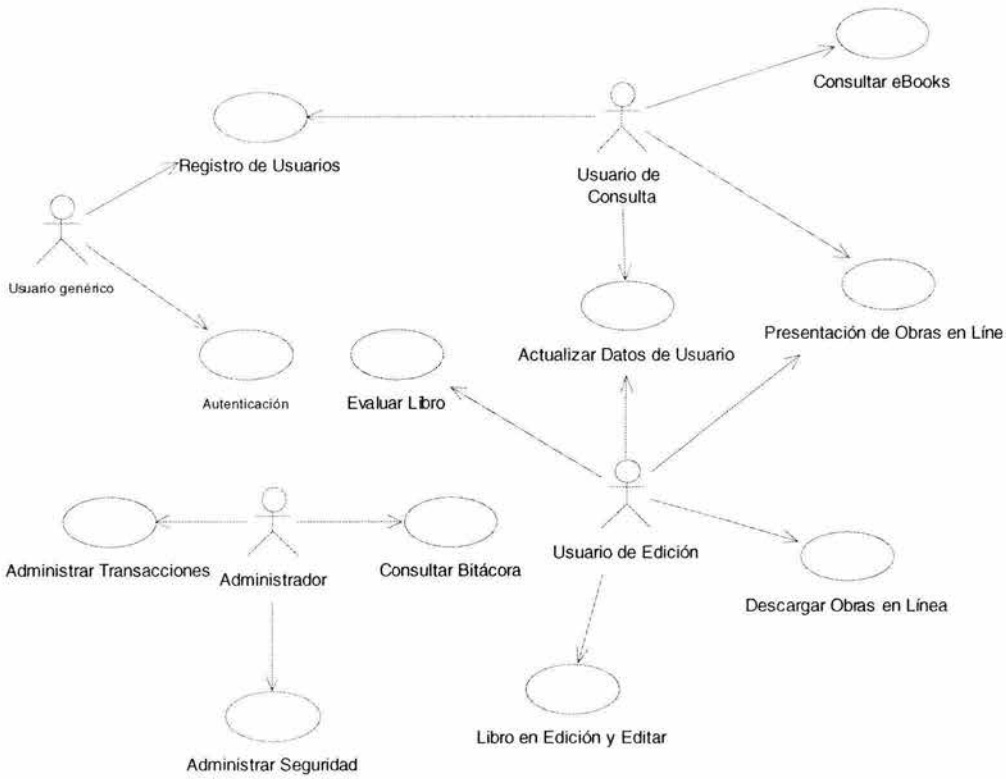 Consultar eBooks
Registro de Usuarios
Usuario de
Consulta
Usuario genérico
Presentación de Obras en Líne
Actualizar Datos de Usuario
Autenticación
Evaluar Libro
Usuario de Edición
Administrar Transacciones
Administrador
Consultar Bitácora
Descargar Obras en Línea
Libro en Edición y Editar
Administrar Seguridad